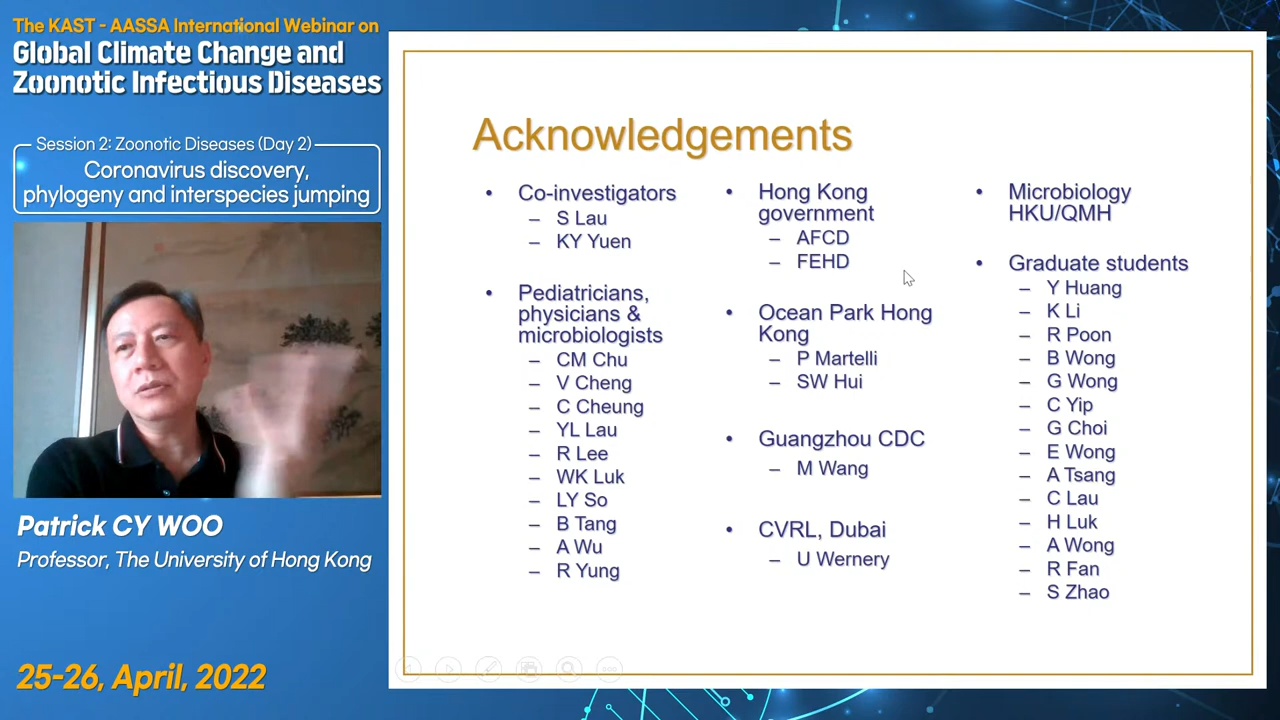 The KAST - AASSA International Webinar on
Global Climate Change and
Zoonotic Infectious Diseases
Session 2: Zoonotic Diseases (Day 2)
Coronavirus discovery,
phylogeny and interspecies jumping
Patrick CY WOO
Professor, The University of Hong Kong
25-26, April, 2022
Acknowledgements
• Co-investigators
– S Lau
– KY Yuen
• Pediatricians,
physicians &
microbiologists
– CM Chu
– V Cheng
– C Cheung
– YL Lau
– R Lee
– WK Luk
– LY So
– B Tang
– A Wu
– R Yung
• Hong Kong
government
– AFCD
– FEHD
• Ocean Park Hong
Kong
– P Martelli
– SW Hui
• Guangzhou CDC
– M Wang
• CVRL, Dubai
– U Wernery
• Microbiology
HKU/QMH
• Graduate students
– Y Huang
– K Li
– R Poon
– B Wong
– G Wong
– C Yip
– G Choi
– E Wong
– A Tsang
– C Lau
– H Luk
– A Wong
– R Fan
– S Zhao